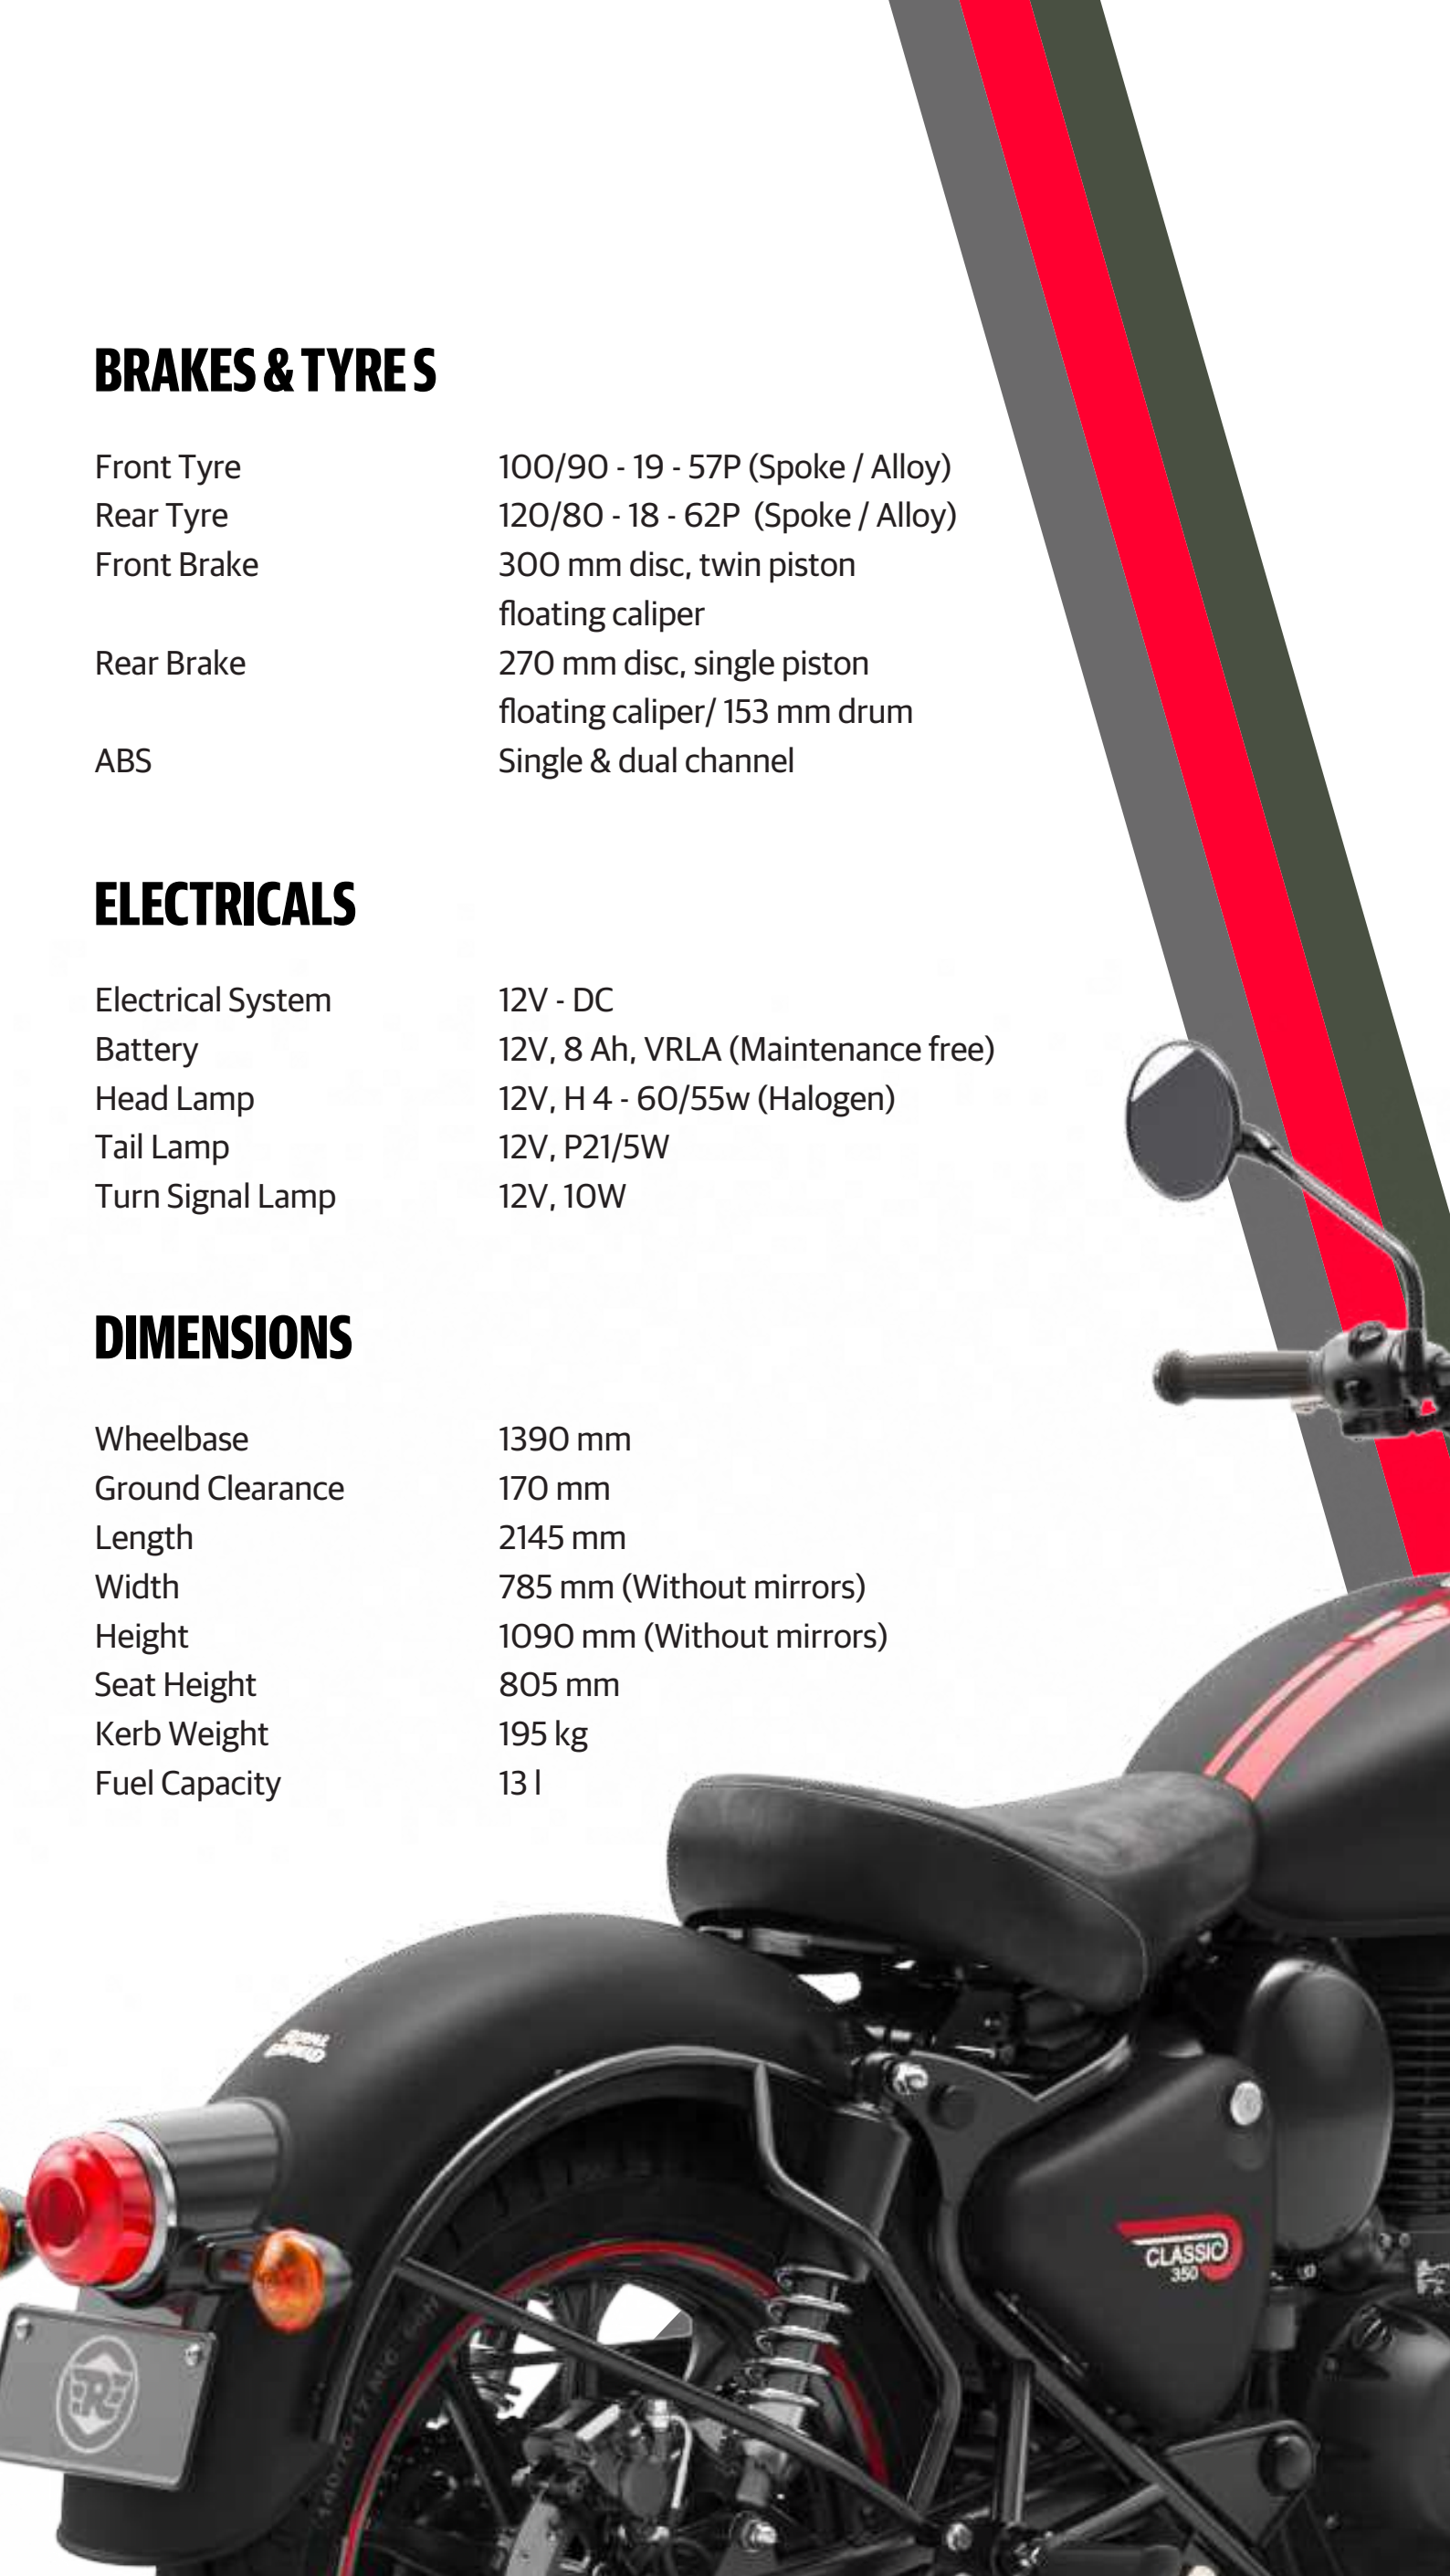 BRAKES & TYRE S
Front Tyre 100/90 - 19 - 57P (Spoke / Alloy)
Rear Tyre 120/80 - 18 - 62P (Spoke / Alloy)
Front Brake 300 mm disc, twin piston
floating caliper
Rear Brake 270 mm disc, single piston
floating caliper/ 153 mm drum
ABS Single & dual channel
ELECTRICALS
Electrical System 12V - DC
Battery 12V, 8 Ah, VRLA (Maintenance free)
Head Lamp 12V, H 4 - 60/55w (Halogen)
Tail Lamp 12V, P21/5W
Turn Signal Lamp 12V, 10W
DIMENSIONS
Wheelbase 1390 mm
Ground Clearance 170 mm
Length 2145 mm
Width 785 mm (Without mirrors)
Height 1090 mm (Without mirrors)
Seat Height 805 mm
Kerb Weight 195 kg
Fuel Capacity 13 l
ROYAL
ENFIELD
CLASSIC
350